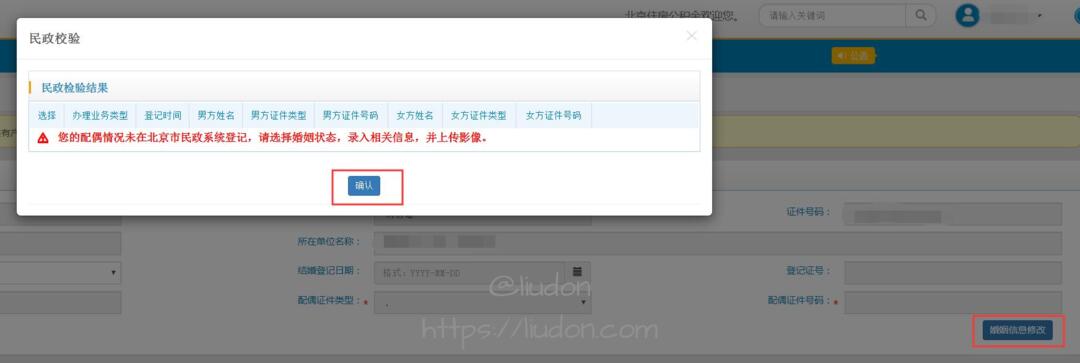 北京住房公积金欢迎您。 请输入关键词
民政校验
公告
民政检验结果
选择 办理业务类型 登记时间 男方姓名 男方证件类型 男方证件号码 女方姓名 女方证件类型 女方证件号码
您的配偶情况未在北京市民政系统登记，请选择婚姻状态，录入相关信息，并上传影像。
确认
证件号码：
所在单位名称：
结婚登记日期： 格式：YYYY-MM-DD 登记证号：
@liudon
配偶证件类型：* 配偶证件号码：*
https://liudon.com
婚姻信息修改